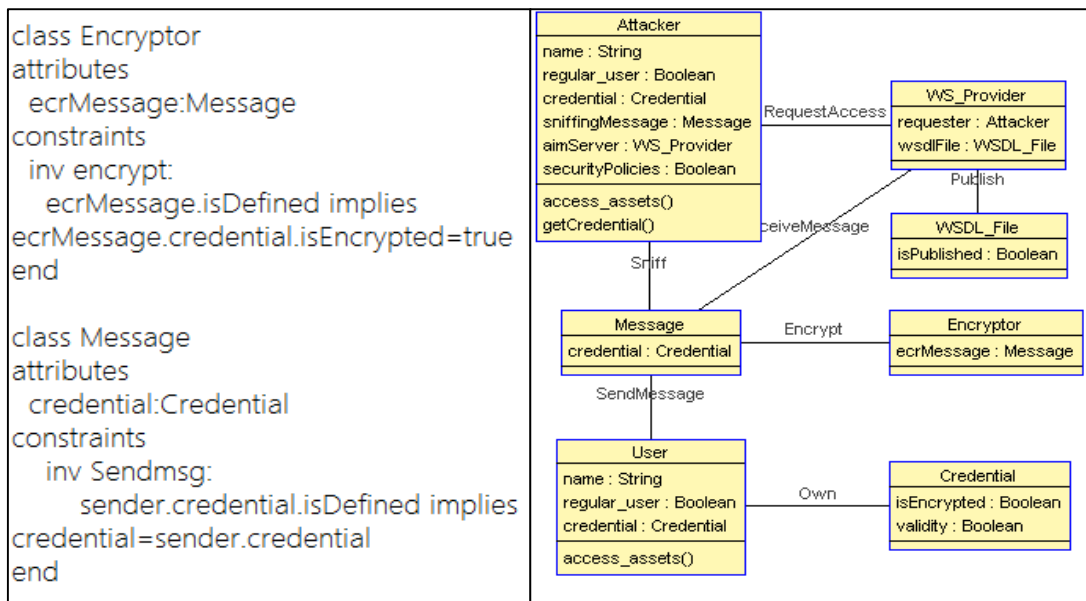 class Encryptor
attributes
ecrMessage:Message
constraints
inv encrypt:
ecrMessage.isDefined implies
ecrMessage.credential.isEncrypted=true
end
class Message
attributes
credential:Credential
constraints
inv Sendmsg:
sender.credential.isDefined implies
credential=sender.credential
end
Attacker
name : String
regular_user : Boolean
credential : Credential
sniffingMessage : Message
aimServer : WS_Provider
securityPolicies : Boolean
access_assets()
getCredential()
RequestAccess
WS_Provider
requester : Attacker
wsdlFile : WSDL_File
Publish
ceiveMessage
WSDL_File
isPublished : Boolean
Sniff
Message
credential : Credential
Encrypt
Encryptor
ecrMessage : Message
SendMessage
User
name : String
regular_user : Boolean
credential : Credential
access_assets()
Own
Credential
isEncrypted : Boolean
validity : Boolean